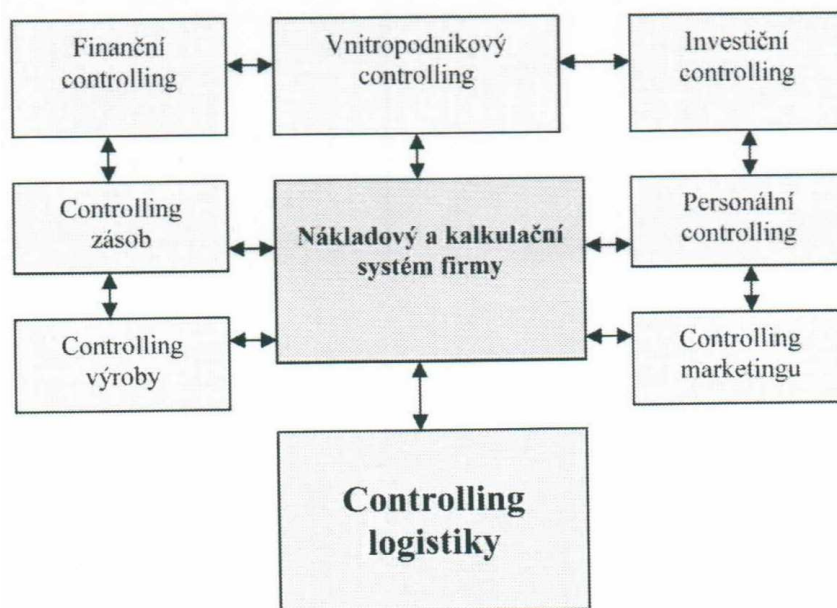 Finanční
controlling
Vnitropodnikový
controlling
Investiční
controlling
Controlling
zásob
Nákladový a kalkulační
systém firmy
Personální
controlling
Controlling
výroby
Controlling
marketingu
Controlling
logistiky